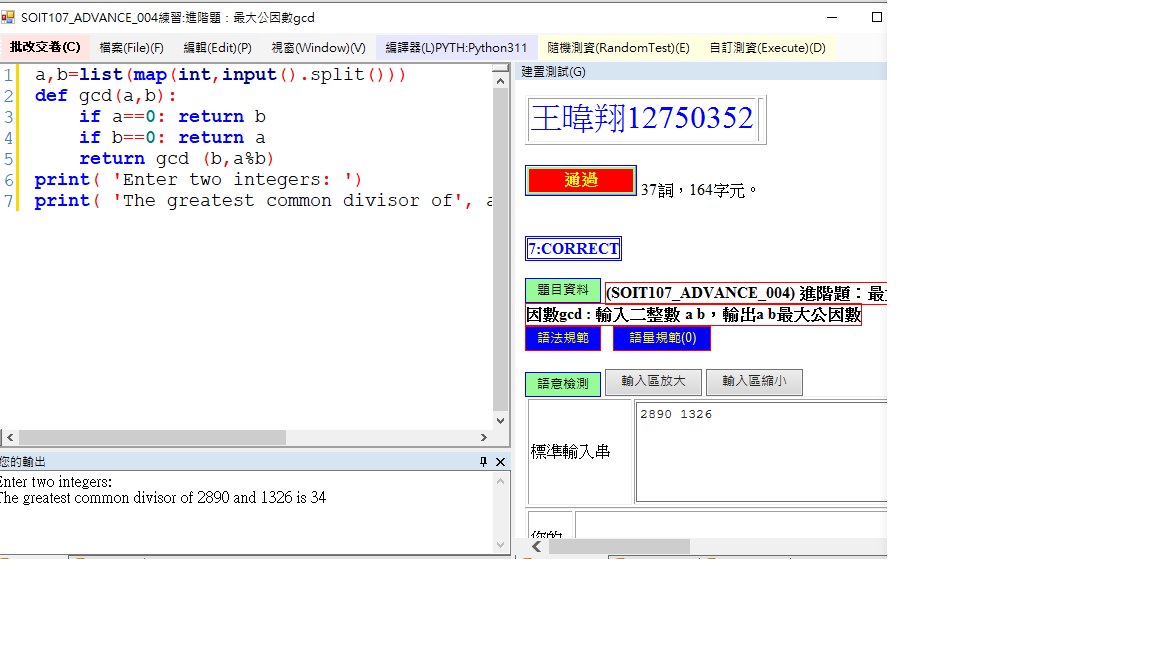 SOIT107_ADVANCE_004練習:進階題：最大公因數gcd
批改交卷(C) 檔案(File)(F) 編輯(Edit)(P) 視窗(Window)(V) 編譯器(L)PYTH:Python311 隨機測資(RandomTest)(E) 自訂測資(Execute)(D)
1 a,b=list(map(int,input().split()))
2 def gcd(a,b):
3 if a==0: return b
4 if b==0: return a
5 return gcd (b,a%b)
6 print( 'Enter two integers: ')
7 print( 'The greatest common divisor of', a
您的輸出
Enter two integers:
The greatest common divisor of 2890 and 1326 is 34
建置測試(G)
王暐翔12750352
通過 37詞，164字元。
7:CORRECT
題目資料 (SOIT107_ADVANCE_004) 進階題：最大
因數gcd : 輸入二整數 a b，輸出a b最大公因數
語法規範 語量規範(0)
語意檢測 輸入區放大 輸入區縮小
標準輸入串 2890 1326
您的